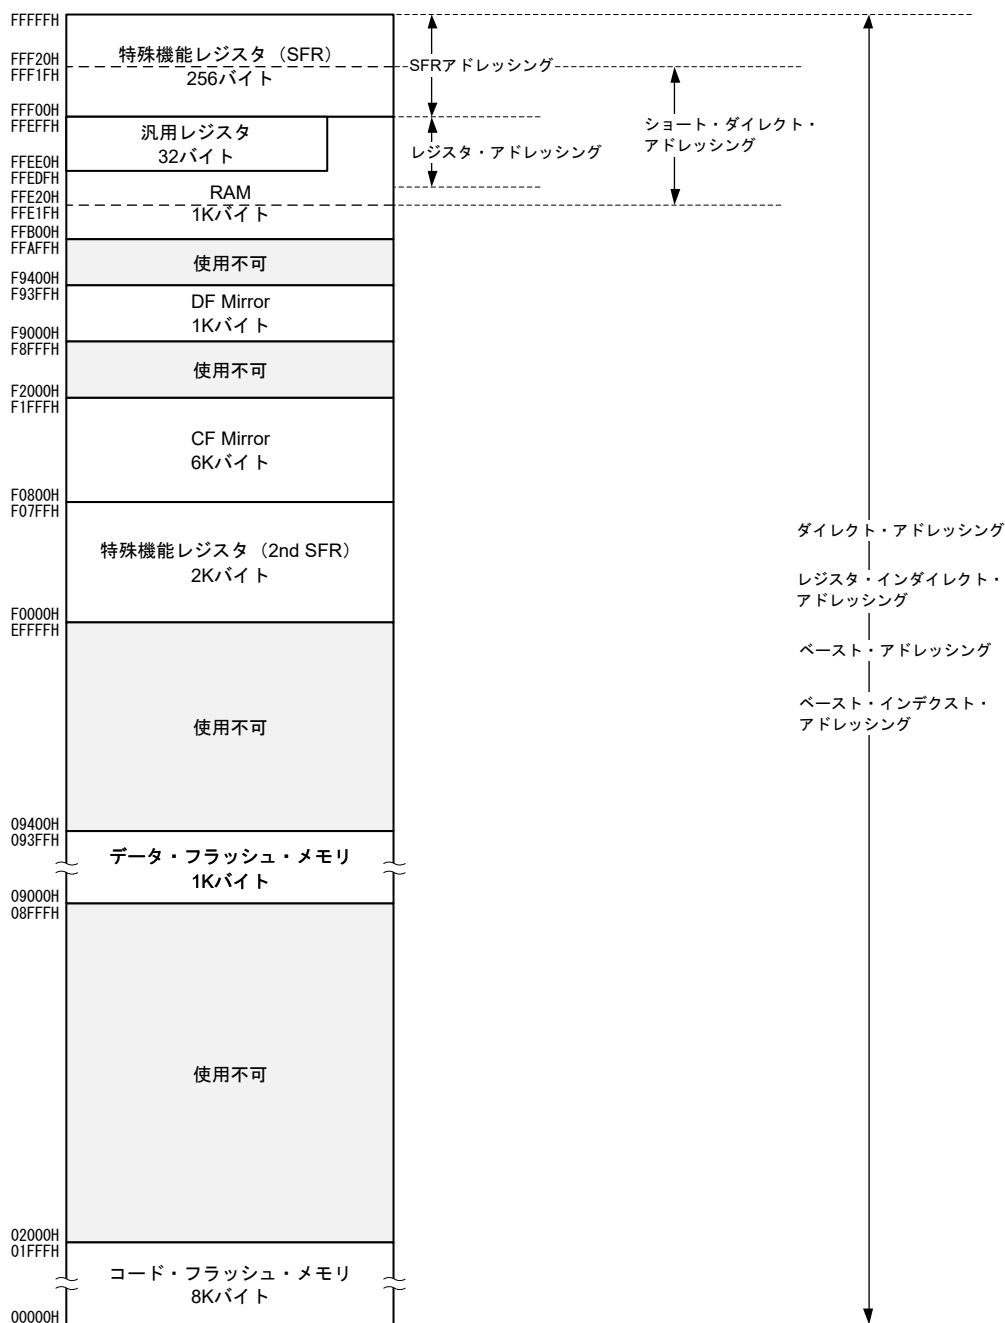 FFFFFH
特殊機能レジスタ（SFR）
256バイト
FFF20H
FFF1FH
SFRアドレッシング
FFF00H
FFEFFH
汎用レジスタ
32バイト
レジスタ・アドレッシング
ショート・ダイレクト・
アドレッシング
FFEE0H
FFEDFH
RAM
1Kバイト
FFE20H
FFE1FH
FFB00H
FFAFFH
使用不可
F9400H
F93FFH
DF Mirror
1Kバイト
F9000H
F8FFFH
使用不可
F2000H
F1FFFH
CF Mirror
6Kバイト
F0800H
F07FFH
特殊機能レジスタ（2nd SFR）
2Kバイト
ダイレクト・アドレッシング
レジスタ・インダイレクト・
アドレッシング
F0000H
EFFFFH
ベースト・アドレッシング
使用不可
ベースト・インデクスト・
アドレッシング
09400H
093FFH
データ・フラッシュ・メモリ
1Kバイト
09000H
08FFFH
使用不可
02000H
01FFFH
コード・フラッシュ・メモリ
8Kバイト
00000H